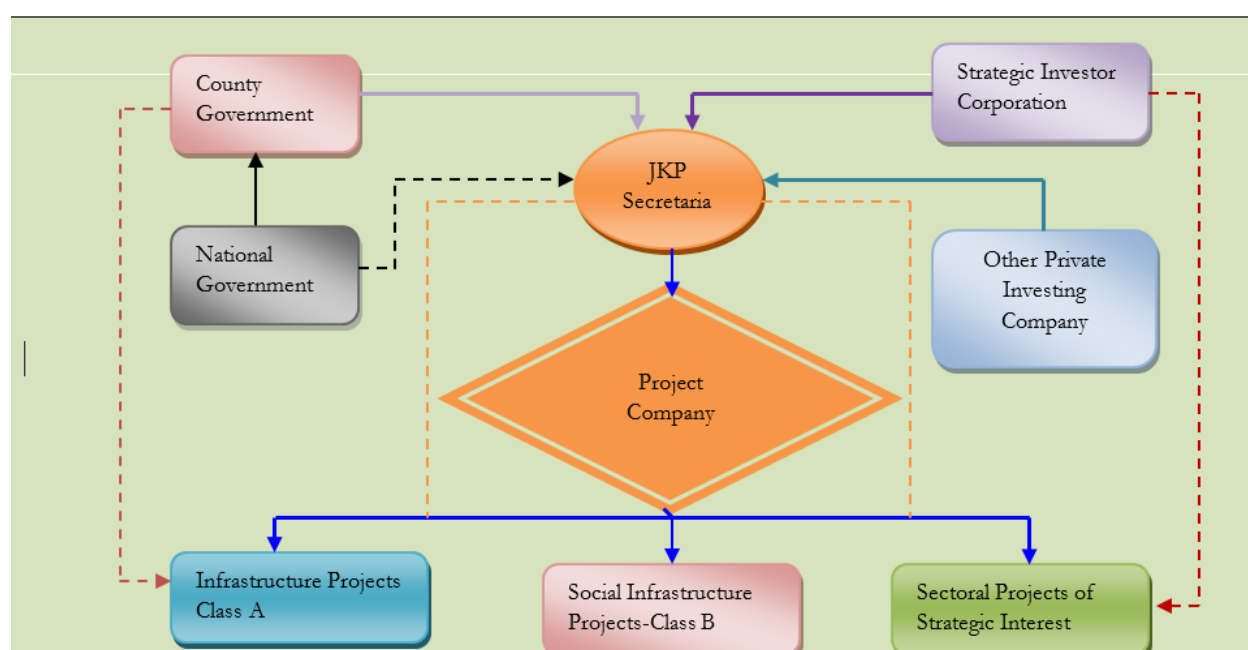 County
Government
Strategic Investor
Corporation
JKP
Secretaria
National
Government
Other Private
Investing
Company
Project
Company
Infrastructure Projects
Class A
Social Infrastructure
Projects-Class B
Sectoral Projects of
Strategic Interest